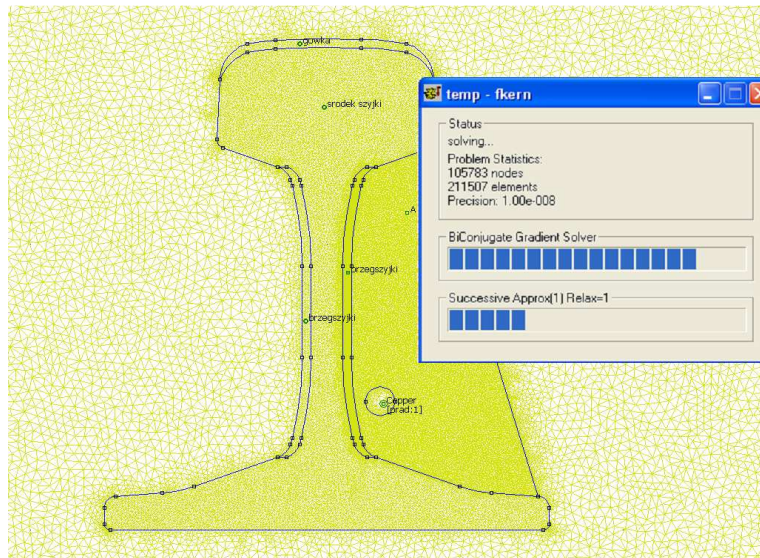 gowka
srodek szyjki
A
brzegszyjki
brzegszyjki
Copper
[prad:1]
temp - fkern
Status
solving...
Problem Statistics:
105783 nodes
211507 elements
Precision: 1.00e-008
BiConjugate Gradient Solver
Successive Approx(1) Relax=1